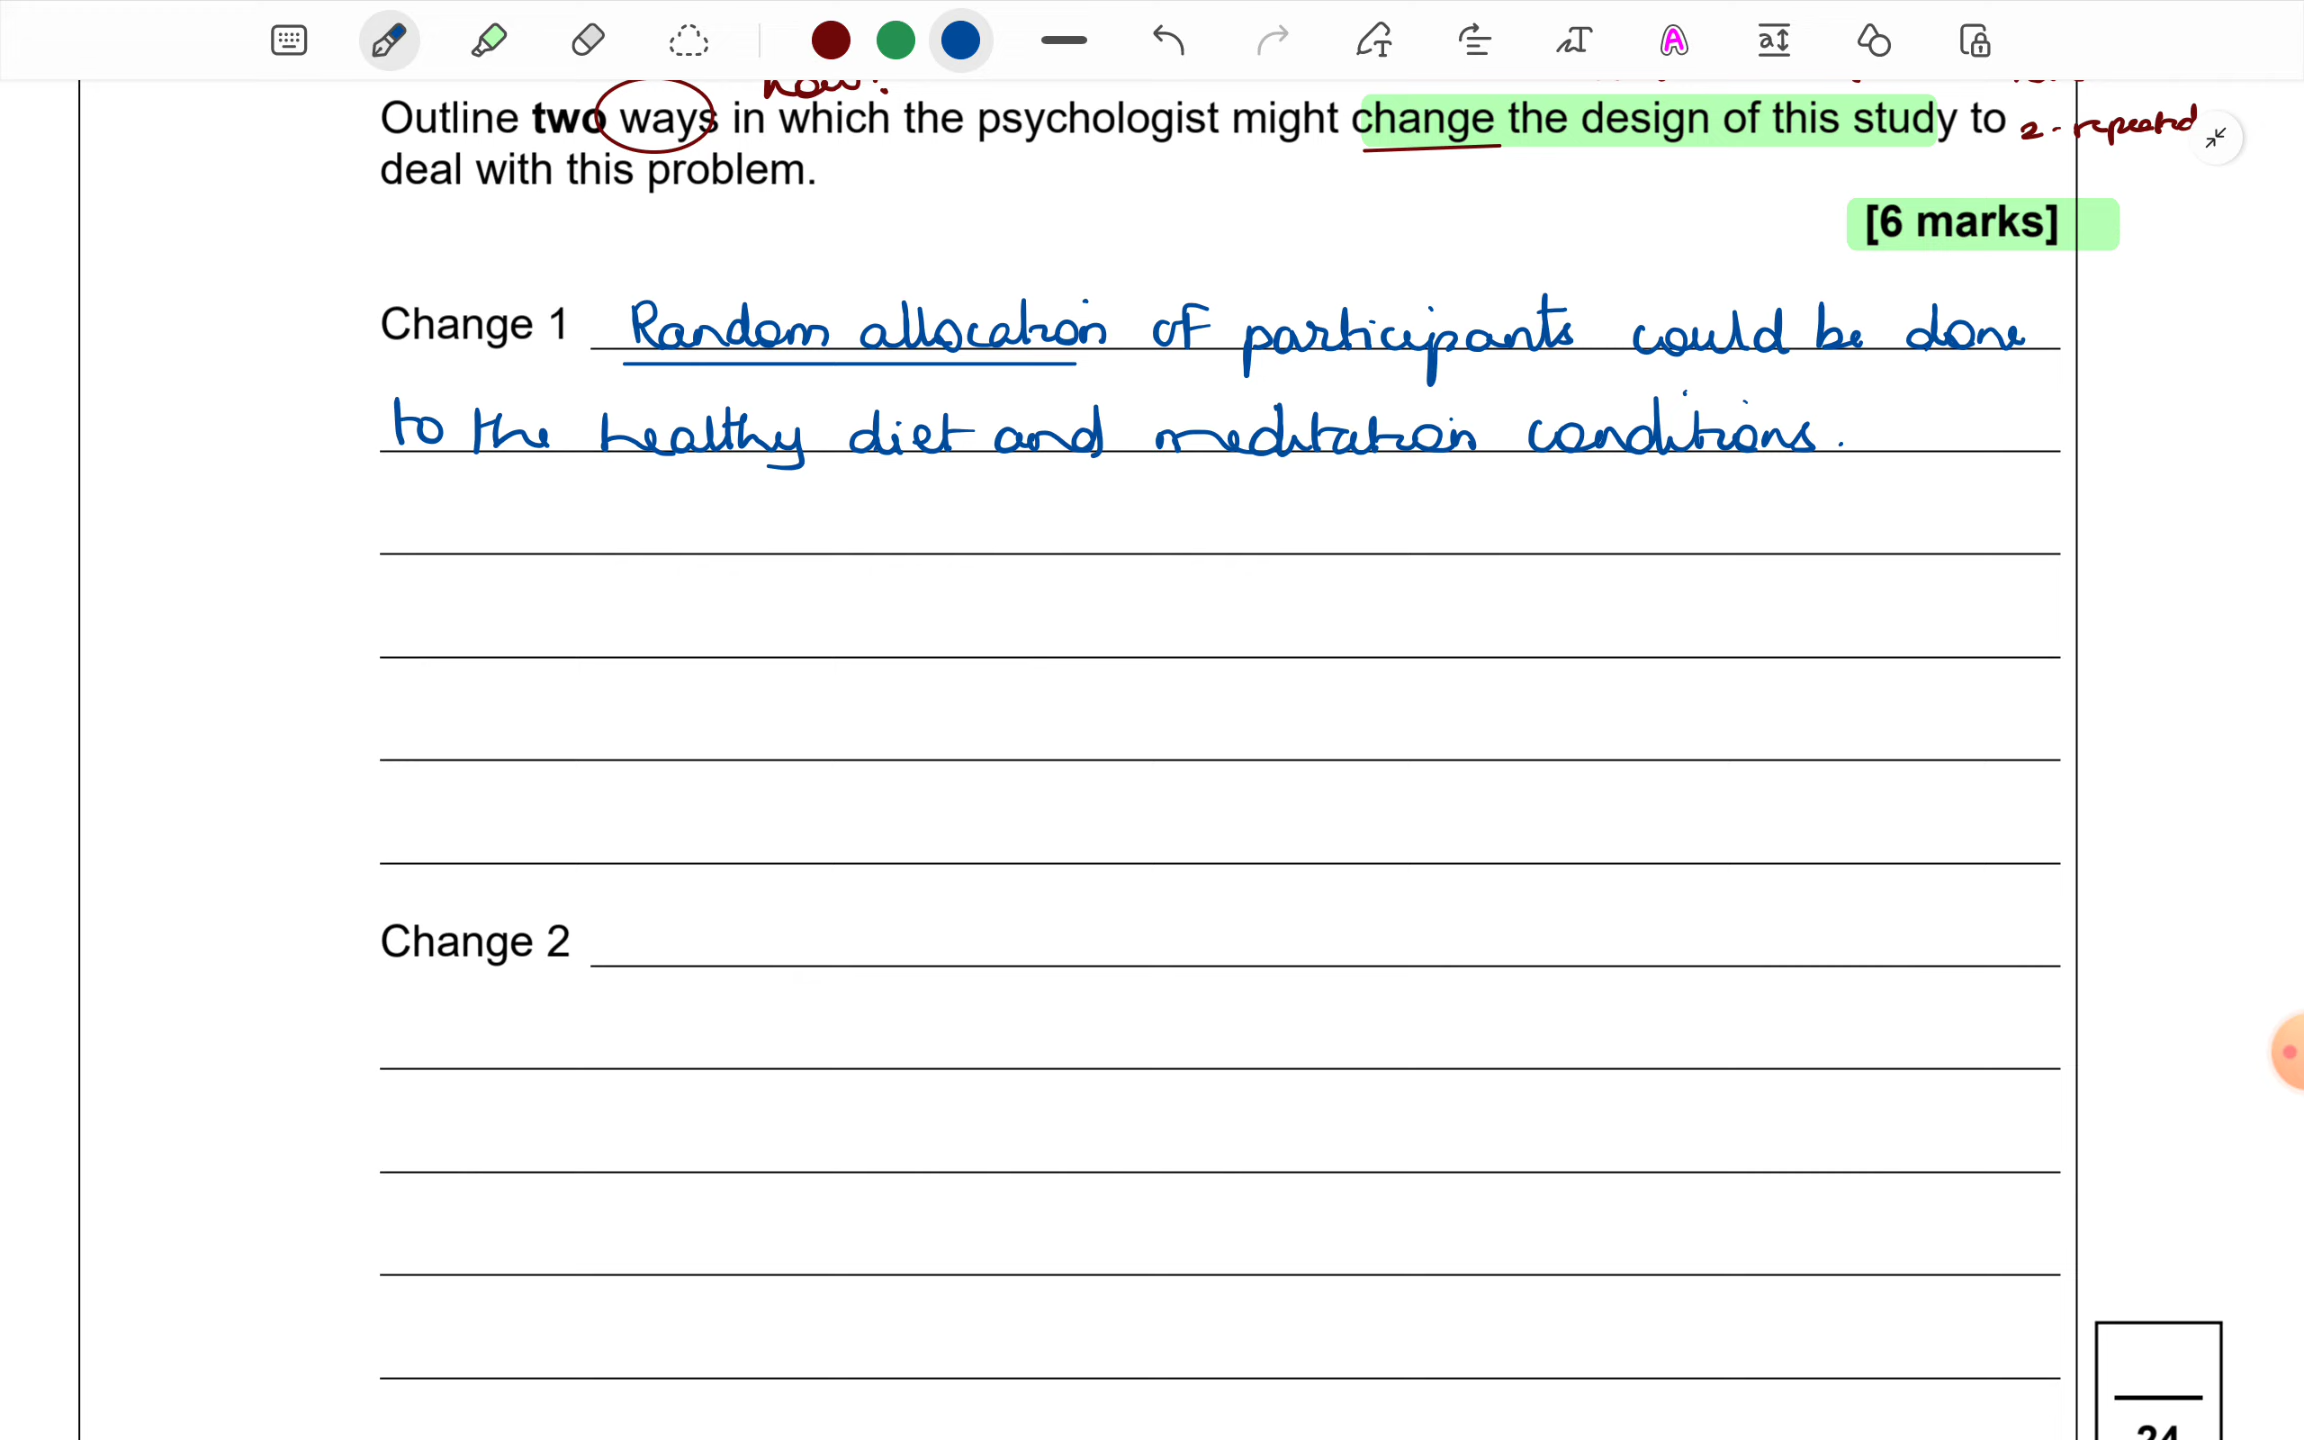 how?
Outline two ways in which the psychologist might change the design of this study to 2- repeated
deal with this problem.
[6 marks]
Change 1 Random allocation of participants could be done
to the healthy diet and meditation conditions.
Change 2
24